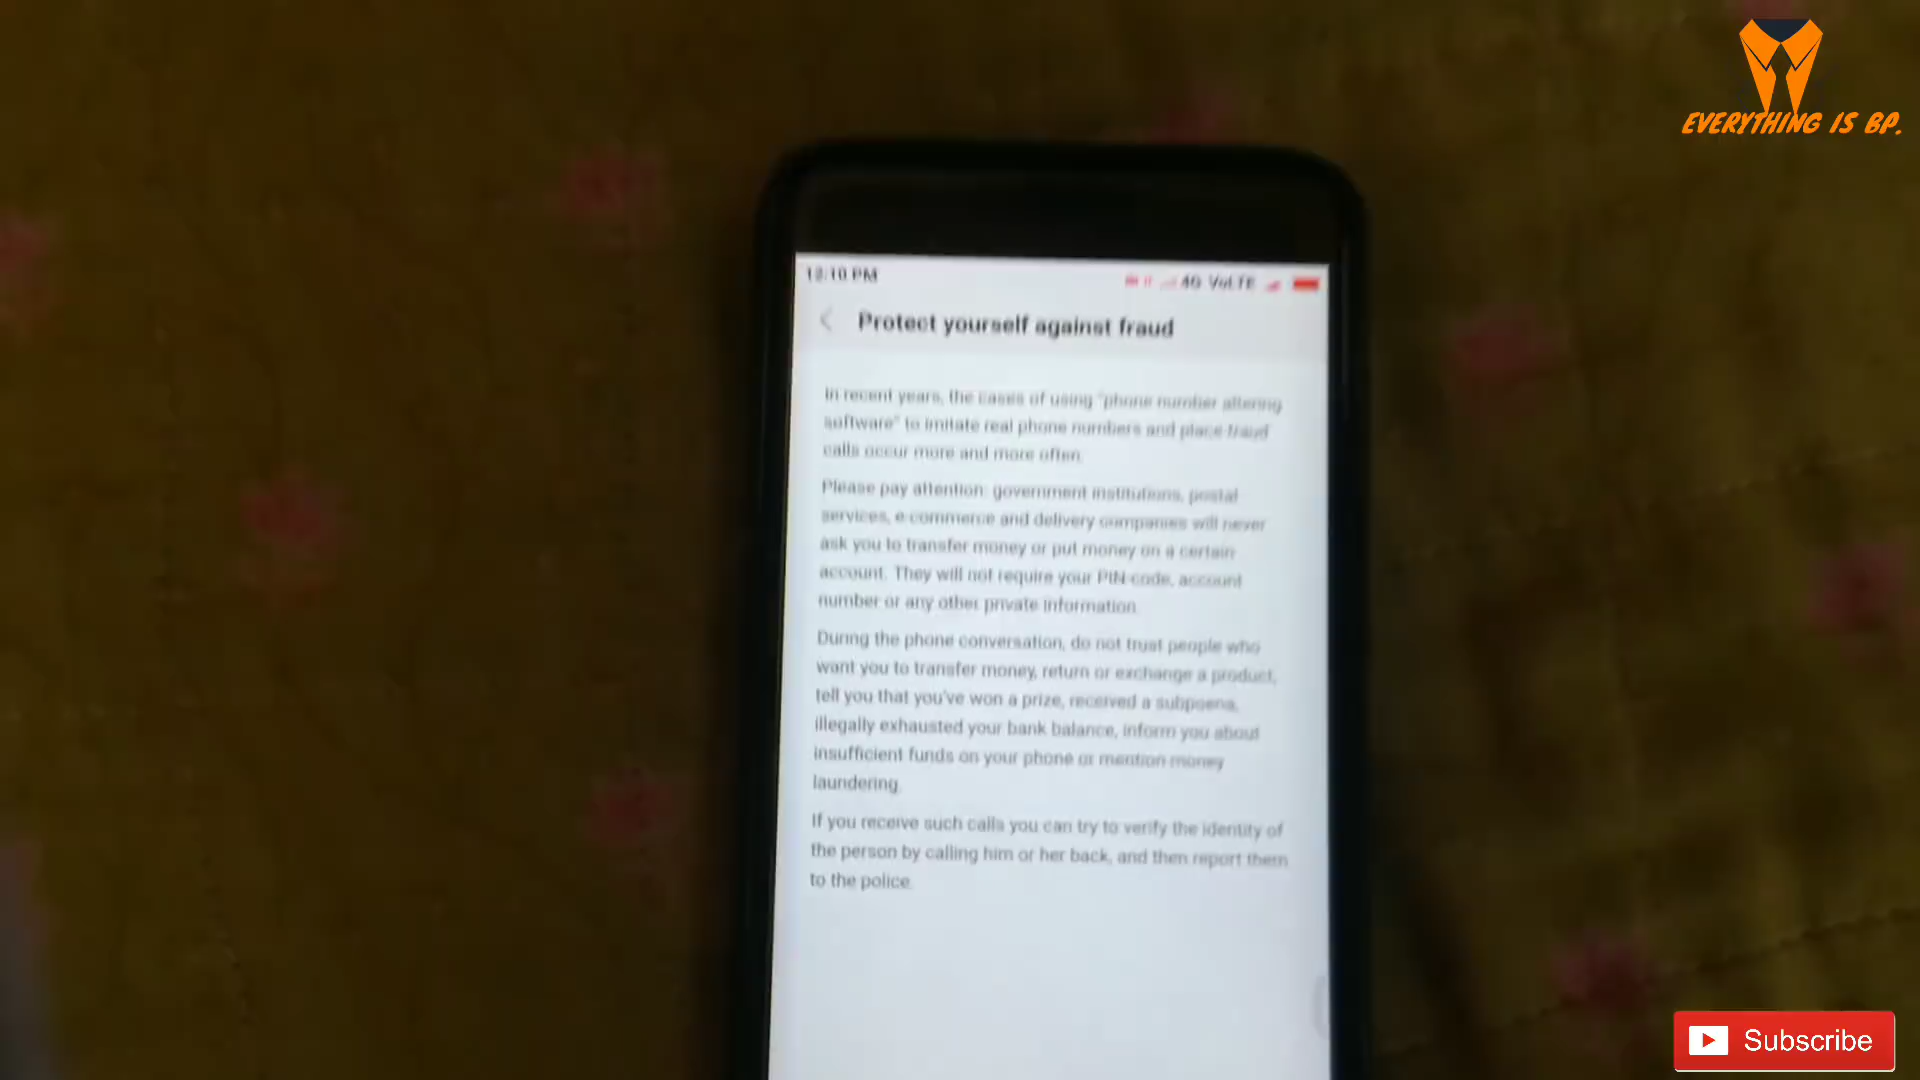 EVERYTHING IS BP.
12:10 PM
4G VoLTE
Protect yourself against fraud
In recent years, the cases of using "phone number altering
software" to imitate real phone numbers and place fraud
calls occur more and more often.
Please pay attention: government institutions, postal
services, e-commerce and delivery companies will never
ask you to transfer money or put money on a certain
account. They will not require your PIN-code, account
number or any other private information.
During the phone conversation, do not trust people who
want you to transfer money, return or exchange a product,
tell you that you've won a prize, received a subpoena,
illegally exhausted your bank balance, inform you about
insufficient funds on your phone or mention money
laundering.
If you receive such calls you can try to verify the identity of
the person by calling him or her back, and then report them
to the police.
Subscribe